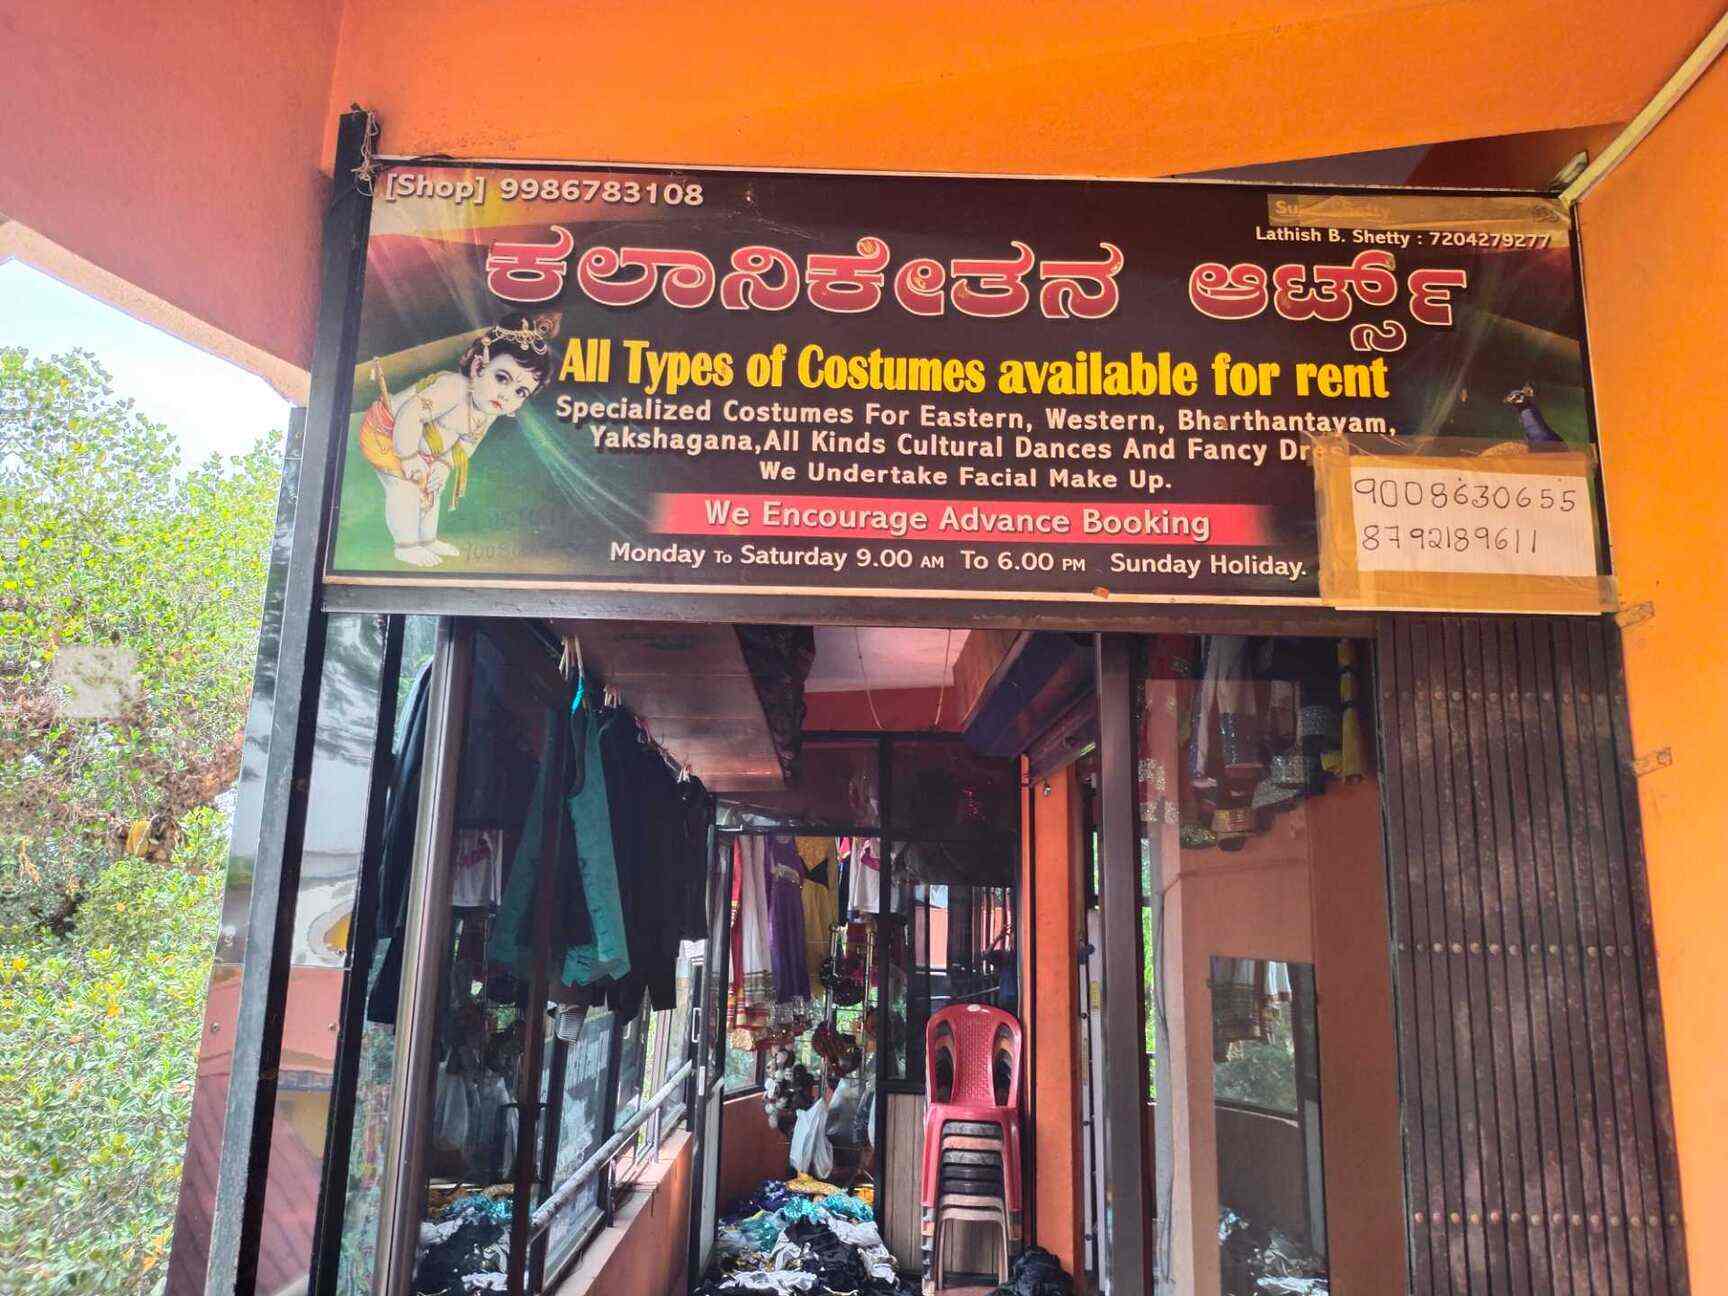 [Shop] 9986783108
Lathish B. Shetty : 7204279277
ಕಲಾನಿಕೇತನ ಆರ್ಟ್ಸ್
All Types of Costumes available for rent
Specialized Costumes For Eastern, Western, Bharthantayam,
Yakshagana,All Kinds Cultural Dances And Fancy
We Undertake Facial Make Up.
We Encourage Advance Booking
Monday To Saturday 9.00 AM To 6.00 PM Sunday Holiday.
9008630655
8792189611